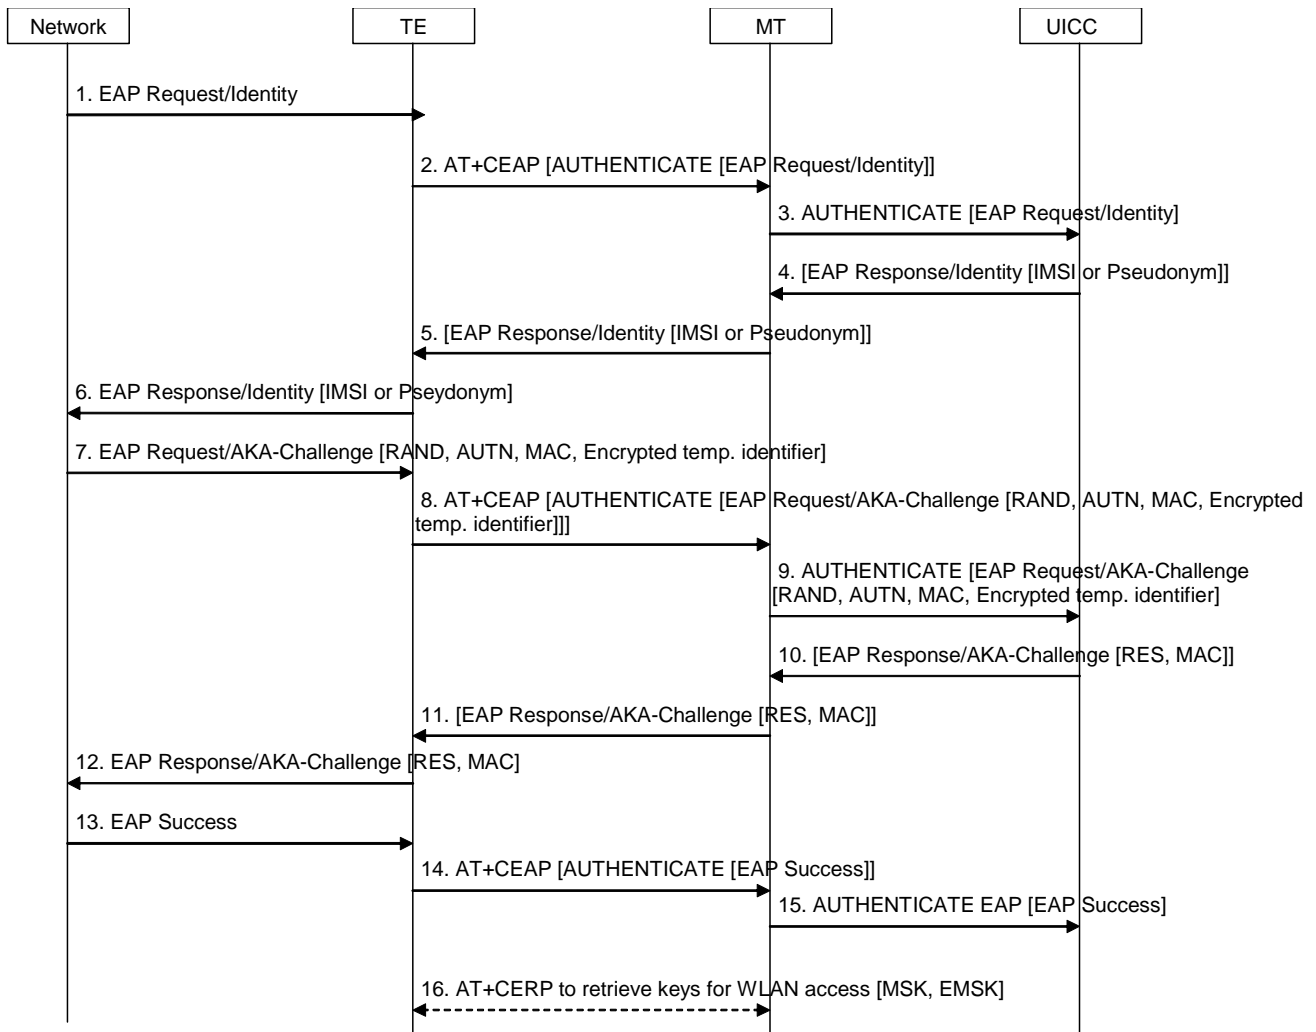 Network
TE
MT
UICC
1. EAP Request/Identity
2. AT+CEAP [AUTHENTICATE [EAP Request/Identity]]
3. AUTHENTICATE [EAP Request/Identity]
4. [EAP Response/Identity [IMSI or Pseudonym]]
5. [EAP Response/Identity [IMSI or Pseudonym]]
6. EAP Response/Identity [IMSI or Pseydonym]
7. EAP Request/AKA-Challenge [RAND, AUTN, MAC, Encrypted temp. identifier]
8. AT+CEAP [AUTHENTICATE [EAP Request/AKA-Challenge [RAND, AUTN, MAC, Encrypted
temp. identifier]]]
9. AUTHENTICATE [EAP Request/AKA-Challenge
[RAND, AUTN, MAC, Encrypted temp. identifier]
10. [EAP Response/AKA-Challenge [RES, MAC]]
11. [EAP Response/AKA-Challenge [RES, MAC]]
12. EAP Response/AKA-Challenge [RES, MAC]
13. EAP Success
14. AT+CEAP [AUTHENTICATE [EAP Success]]
15. AUTHENTICATE EAP [EAP Success]
16. AT+CERP to retrieve keys for WLAN access [MSK, EMSK]